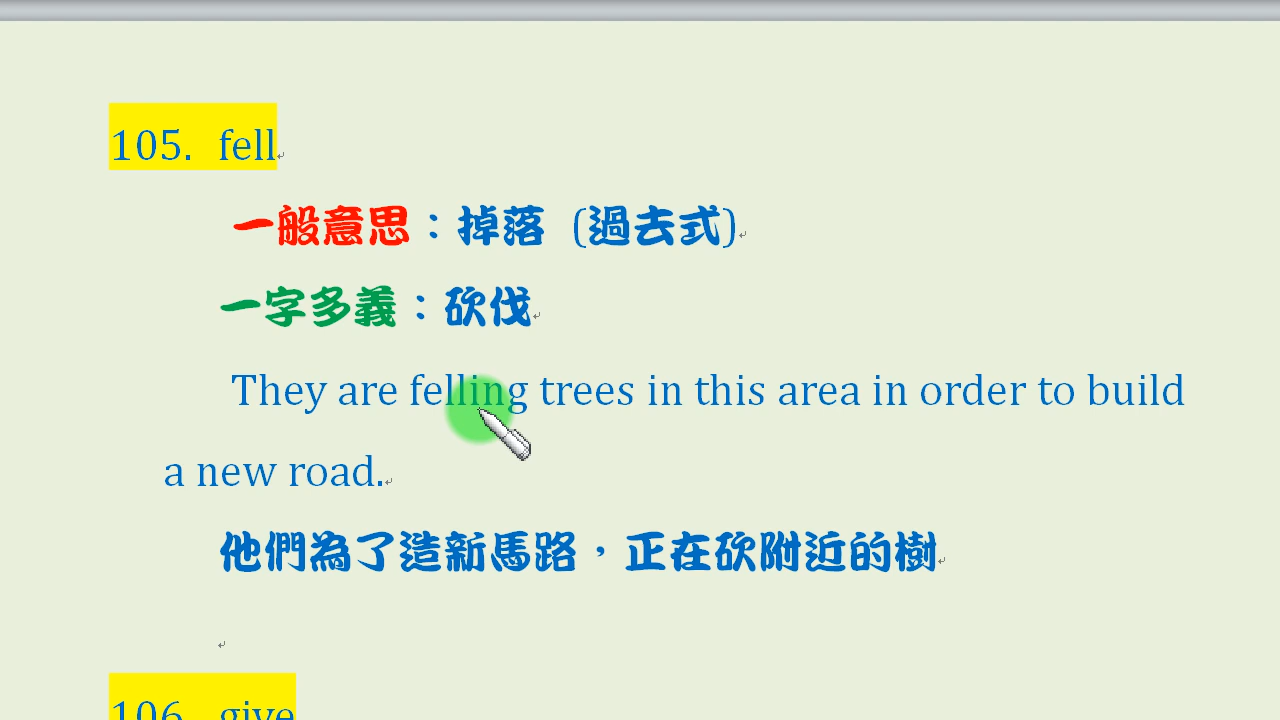 105. fell
一般意思：掉落 (過去式)
一字多義：砍伐
They are felling trees in this area in order to build
a new road.
他們為了造新馬路，正在砍附近的樹
106. give